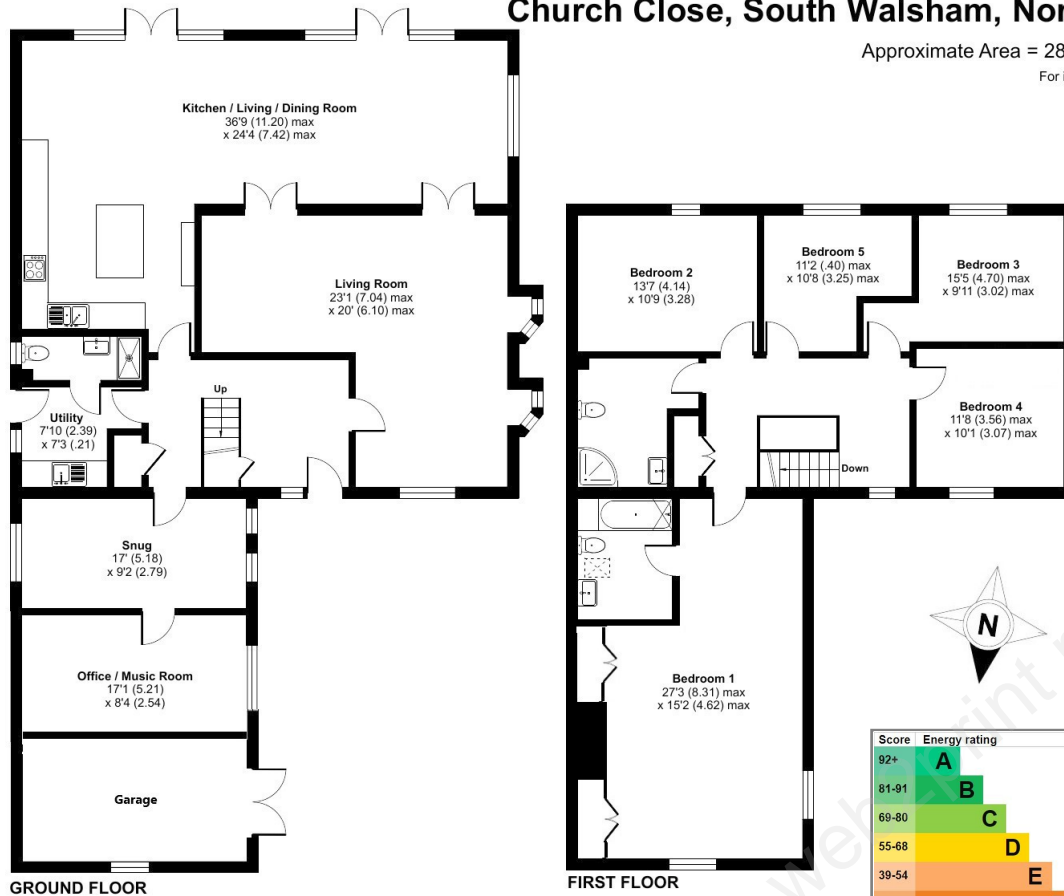 Church Close, South Walsham, Nor
Approximate Area = 28
For i
Kitchen / Living / Dining Room
36'9 (11.20) max
x 24'4 (7.42) max
Living Room
23'1 (7.04) max
x 20' (6.10) max
Up
Utility
7'10 (2.39)
x 7'3 (.21)
Snug
17' (5.18)
x 9'2 (2.79)
Office / Music Room
17'1 (5.21)
x 8'4 (2.54)
Garage
GROUND FLOOR
Bedroom 2
13'7 (4.14)
x 10'9 (3.28)
Bedroom 5
11'2 (.40) max
x 10'8 (3.25) max
Bedroom 3
15'5 (4.70) max
x 9'11 (3.02) max
Bedroom 4
11'8 (3.56) max
x 10'1 (3.07) max
Down
Bedroom 1
27'3 (8.31) max
x 15'2 (4.62) max
FIRST FLOOR
N
Score Energy rating
92+ A
81-91 B
69-80 C
55-68 D
39-54 E
web2print